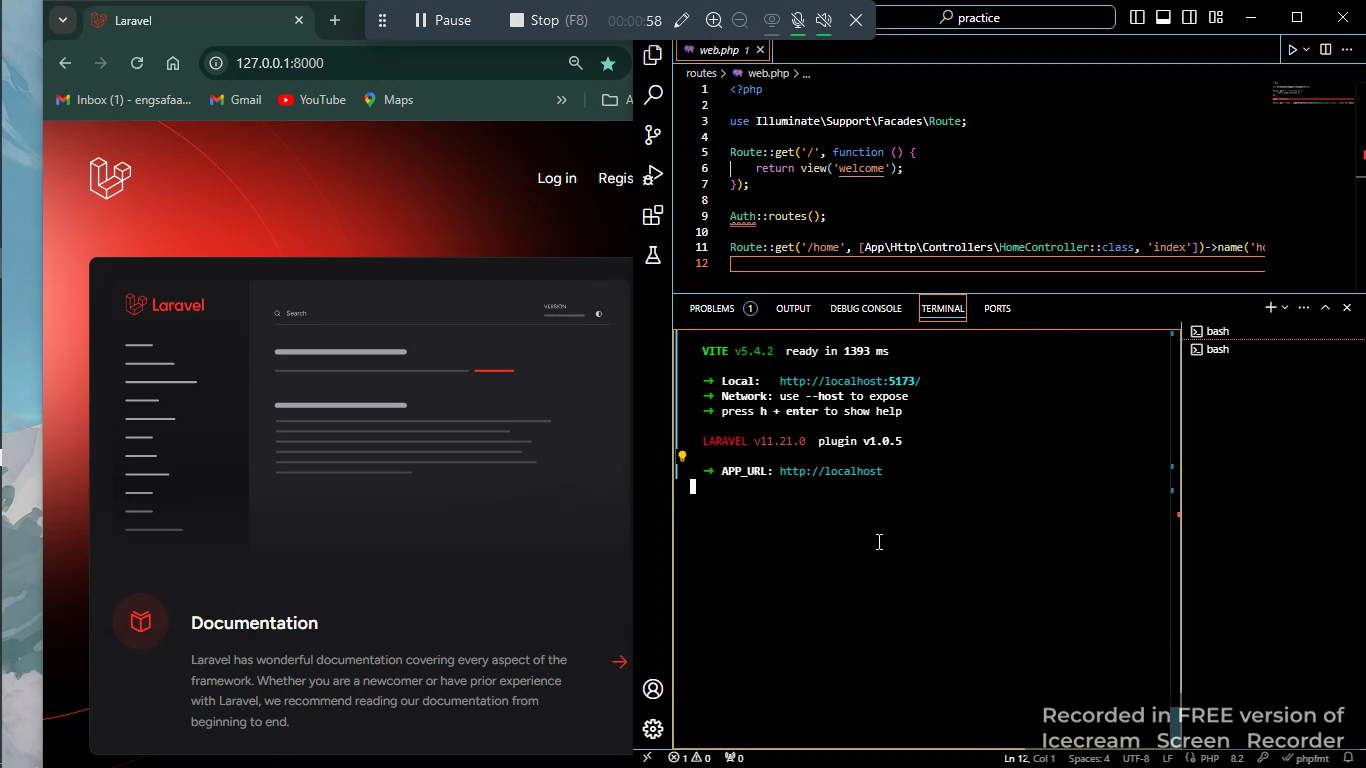 Laravel
Pause
Stop (F8)
00:00:58
practice
127.0.0.1:8000
Inbox (1) - engsafaa...
Gmail
YouTube
Maps
A
Log in
Regis
Laravel
Search
VERSION
Documentation
Laravel has wonderful documentation covering every aspect of the
framework. Whether you are a newcomer or have prior experience
with Laravel, we recommend reading our documentation from
beginning to end.
web.php 1
routes > web.php > ...
1 <?php
2
3 use Illuminate\Support\Facades\Route;
4
5 Route::get('/', function () {
6 return view('welcome');
7 });
8
9 Auth::routes();
10
11 Route::get('/home', [App\Http\Controllers\HomeController::class, 'index'])->name('ho
12
PROBLEMS 1 OUTPUT DEBUG CONSOLE TERMINAL PORTS
VITE v5.4.2 ready in 1393 ms
➜ Local: http://localhost:5173/
➜ Network: use --host to expose
➜ press h + enter to show help
LARAVEL v11.21.0 plugin v1.0.5
➜ APP_URL: http://localhost
bash
bash
Recorded in FREE version of
Icecream Screen Recorder
1 0 0 Ln 12, Col 1 Spaces: 4 UTF-8 LF PHP 8.2 phpfmt